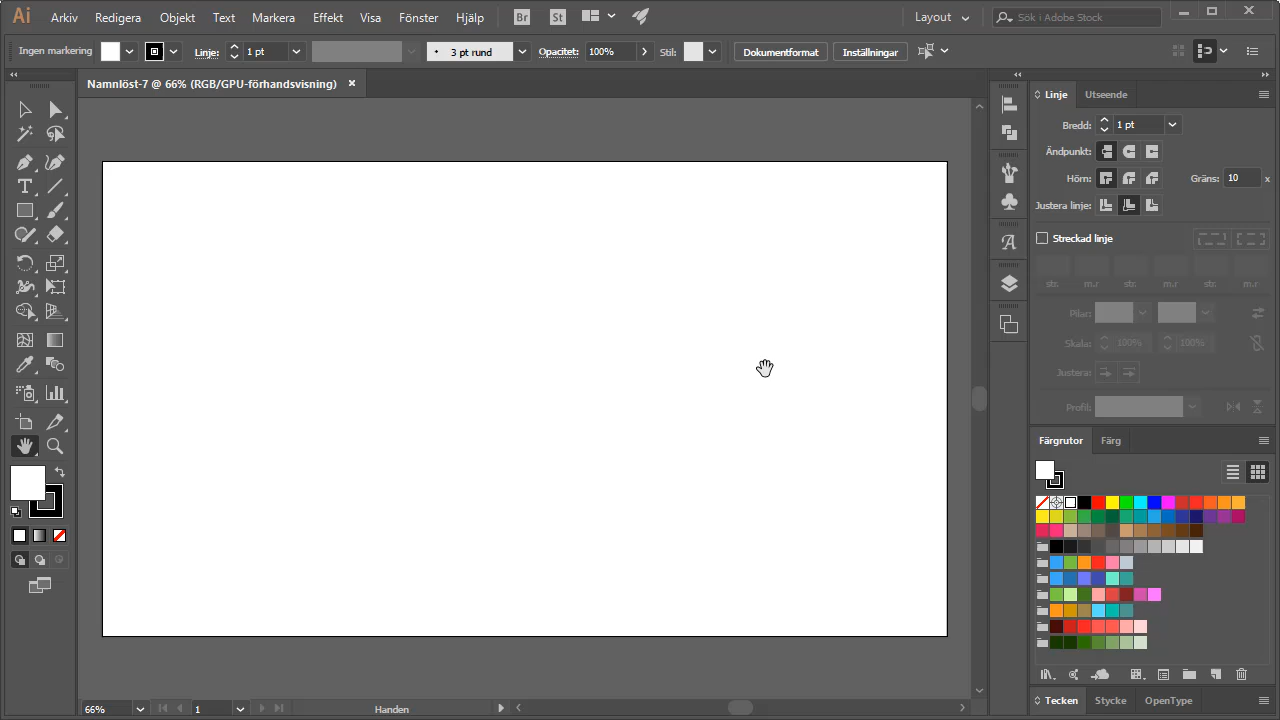 Ai Arkiv Redigera Objekt Text Markera Effekt Visa Fönster Hjälp Br St Layout Sök i Adobe Stock
Ingen markering Linje: 1 pt 3 pt rund Opacitet: 100% Stil: Dokumentformat Inställningar
Namnlöst-7 @ 66% (RGB/GPU-förhandsvisning) ×
Linje Utseende
Bredd: 1 pt
Ändpunkt:
Hörn: Gräns: 10 x
Justera linje:
Streckad linje
str. m.r str. m.r str. m.r
Pilar:
Skala: 100% 100%
Justera:
Profil:
Färgrutor Färg
Tecken Stycke OpenType
66% 1 Handen